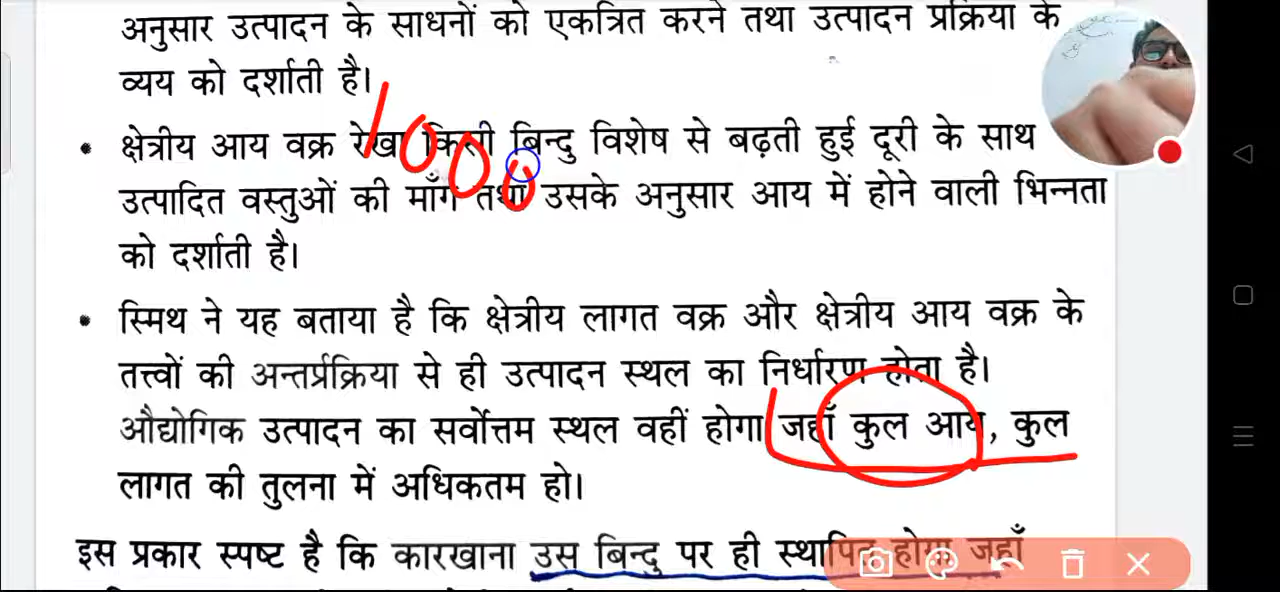 अनुसार उत्पादन के साधनों को एकत्रित करने तथा उत्पादन प्रक्रिया के
व्यय को दर्शाती है।
• क्षेत्रीय आय वक्र रेखा किसी बिन्दु विशेष से बढ़ती हुई दूरी के साथ
1000
उत्पादित वस्तुओं की माँग तथा उसके अनुसार आय में होने वाली भिन्नता
को दर्शाती है।
• स्मिथ ने यह बताया है कि क्षेत्रीय लागत वक्र और क्षेत्रीय आय वक्र के
तत्त्वों की अन्तर्प्रक्रिया से ही उत्पादन स्थल का निर्धारण होता है।
औद्योगिक उत्पादन का सर्वोत्तम स्थल वहीं होगा जहाँ कुल आय, कुल
लागत की तुलना में अधिकतम हो।
इस प्रकार स्पष्ट है कि कारखाना उस बिन्दु पर ही स्थापित होगा जहाँ